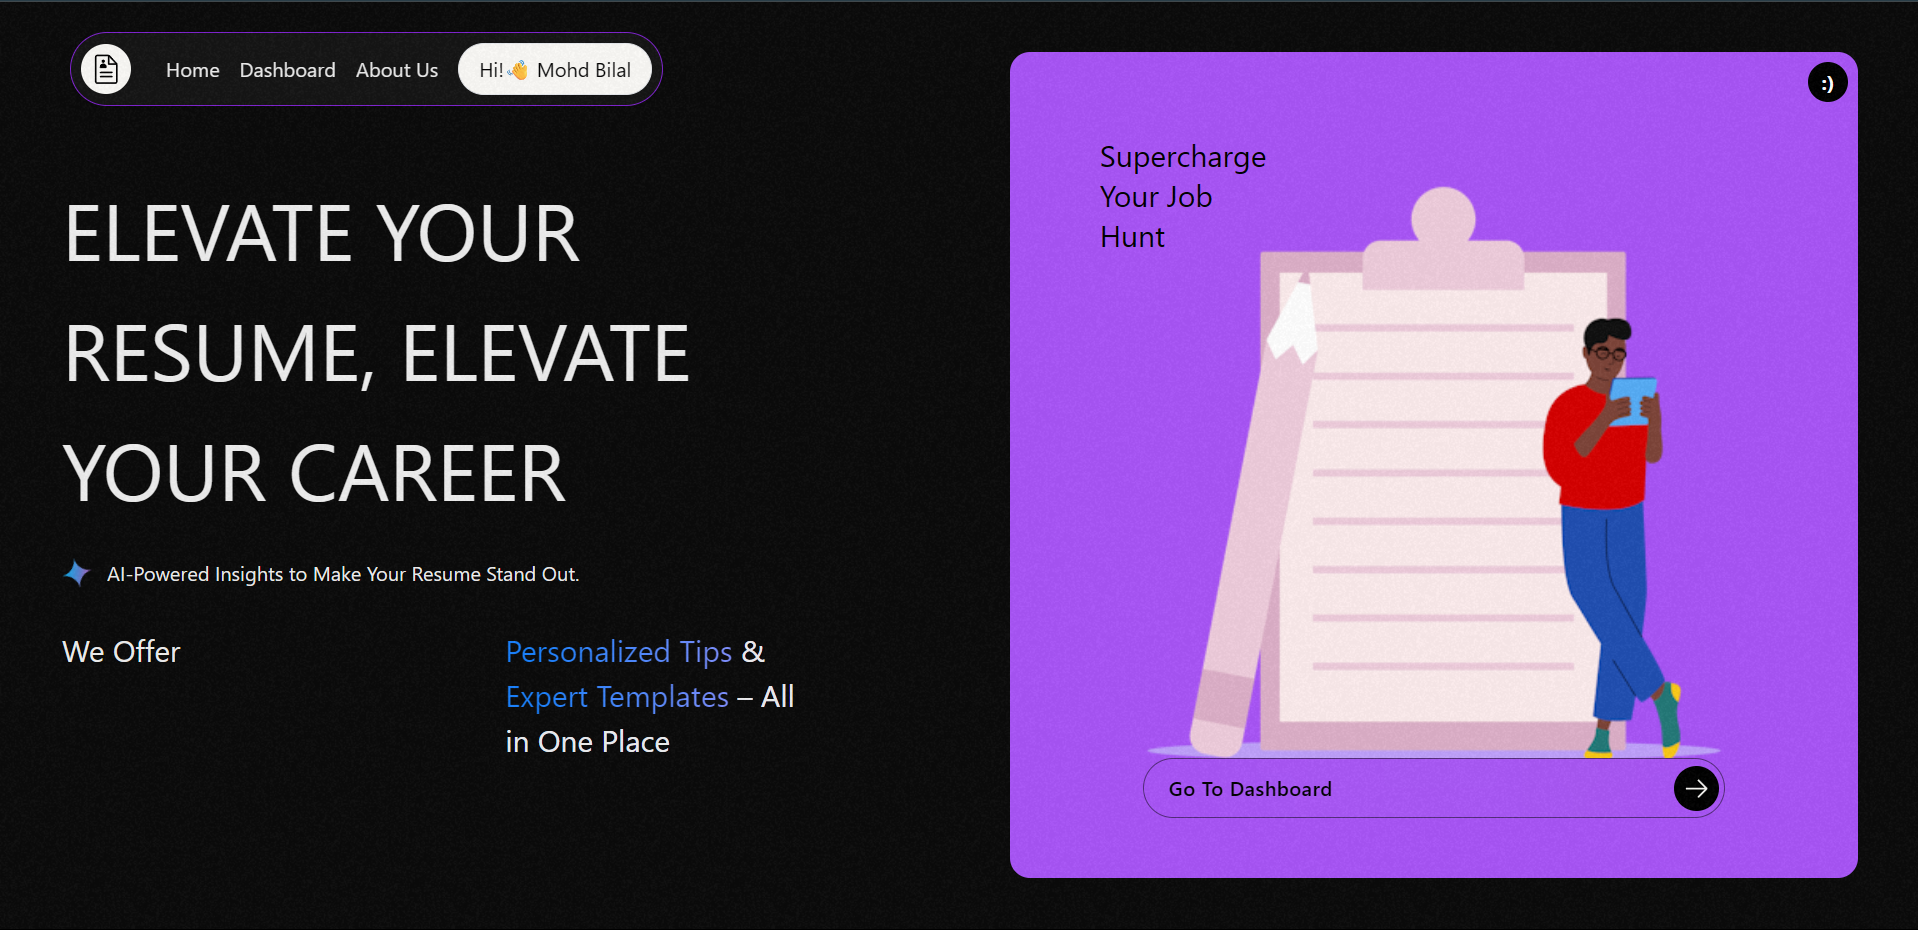 Home Dashboard About Us Hi!👋 Mohd Bilal
ELEVATE YOUR
RESUME, ELEVATE
YOUR CAREER
AI-Powered Insights to Make Your Resume Stand Out.
We Offer
Personalized Tips &
Expert Templates – All
in One Place
:)
Supercharge
Your Job
Hunt
Go To Dashboard